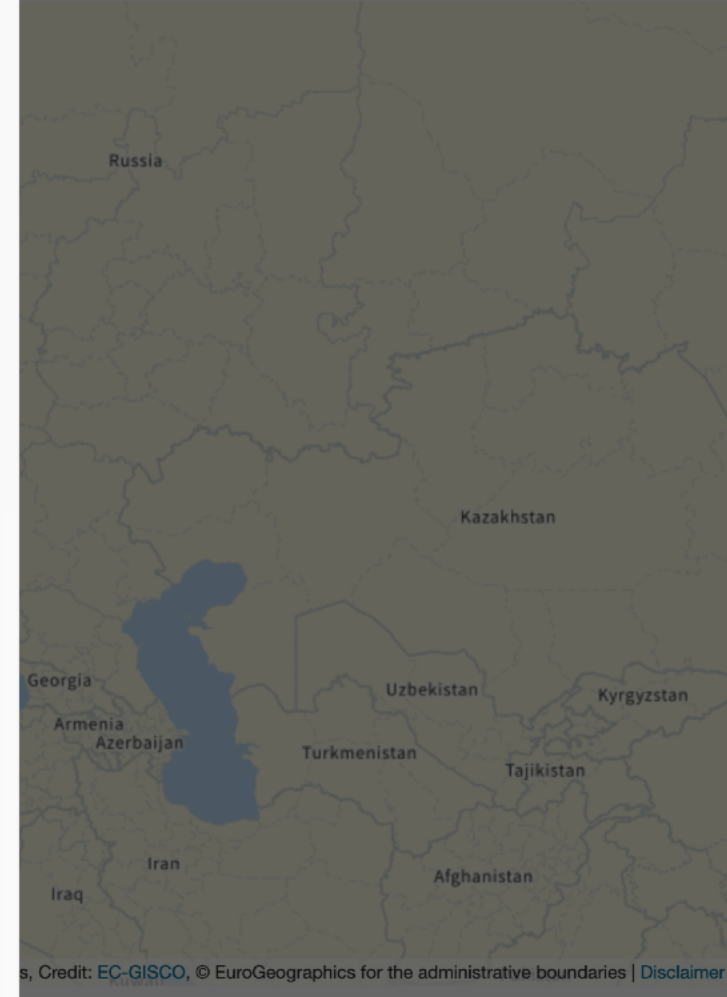 Russia
Kazakhstan
Georgia
Uzbekistan
Kyrgyzstan
Armenia
Azerbaijan
Turkmenistan
Tajikistan
Iran
Afghanistan
Iraq
s, Credit: EC-GISCO, © EuroGeographics for the administrative boundaries | Disclaimer
Kuwait